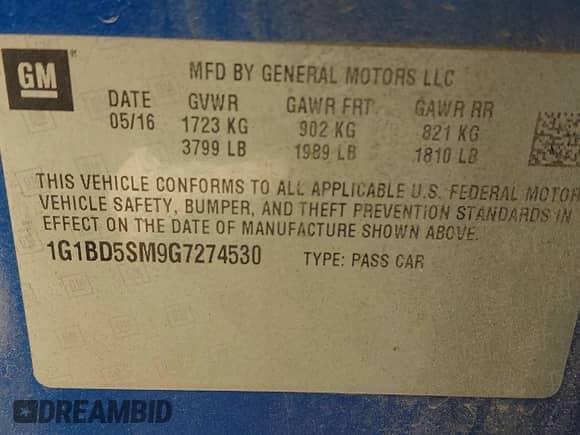 GM
MFD BY GENERAL MOTORS LLC
DATE GVWR GAWR FRT GAWR RR
05/16 1723 KG 902 KG 821 KG
3799 LB 1989 LB 1810 LB
THIS VEHICLE CONFORMS TO ALL APPLICABLE U.S. FEDERAL MOTOR
VEHICLE SAFETY, BUMPER, AND THEFT PREVENTION STANDARDS IN
EFFECT ON THE DATE OF MANUFACTURE SHOWN ABOVE.
1G1BD5SM9G7274530 TYPE: PASS CAR
DREAMBID